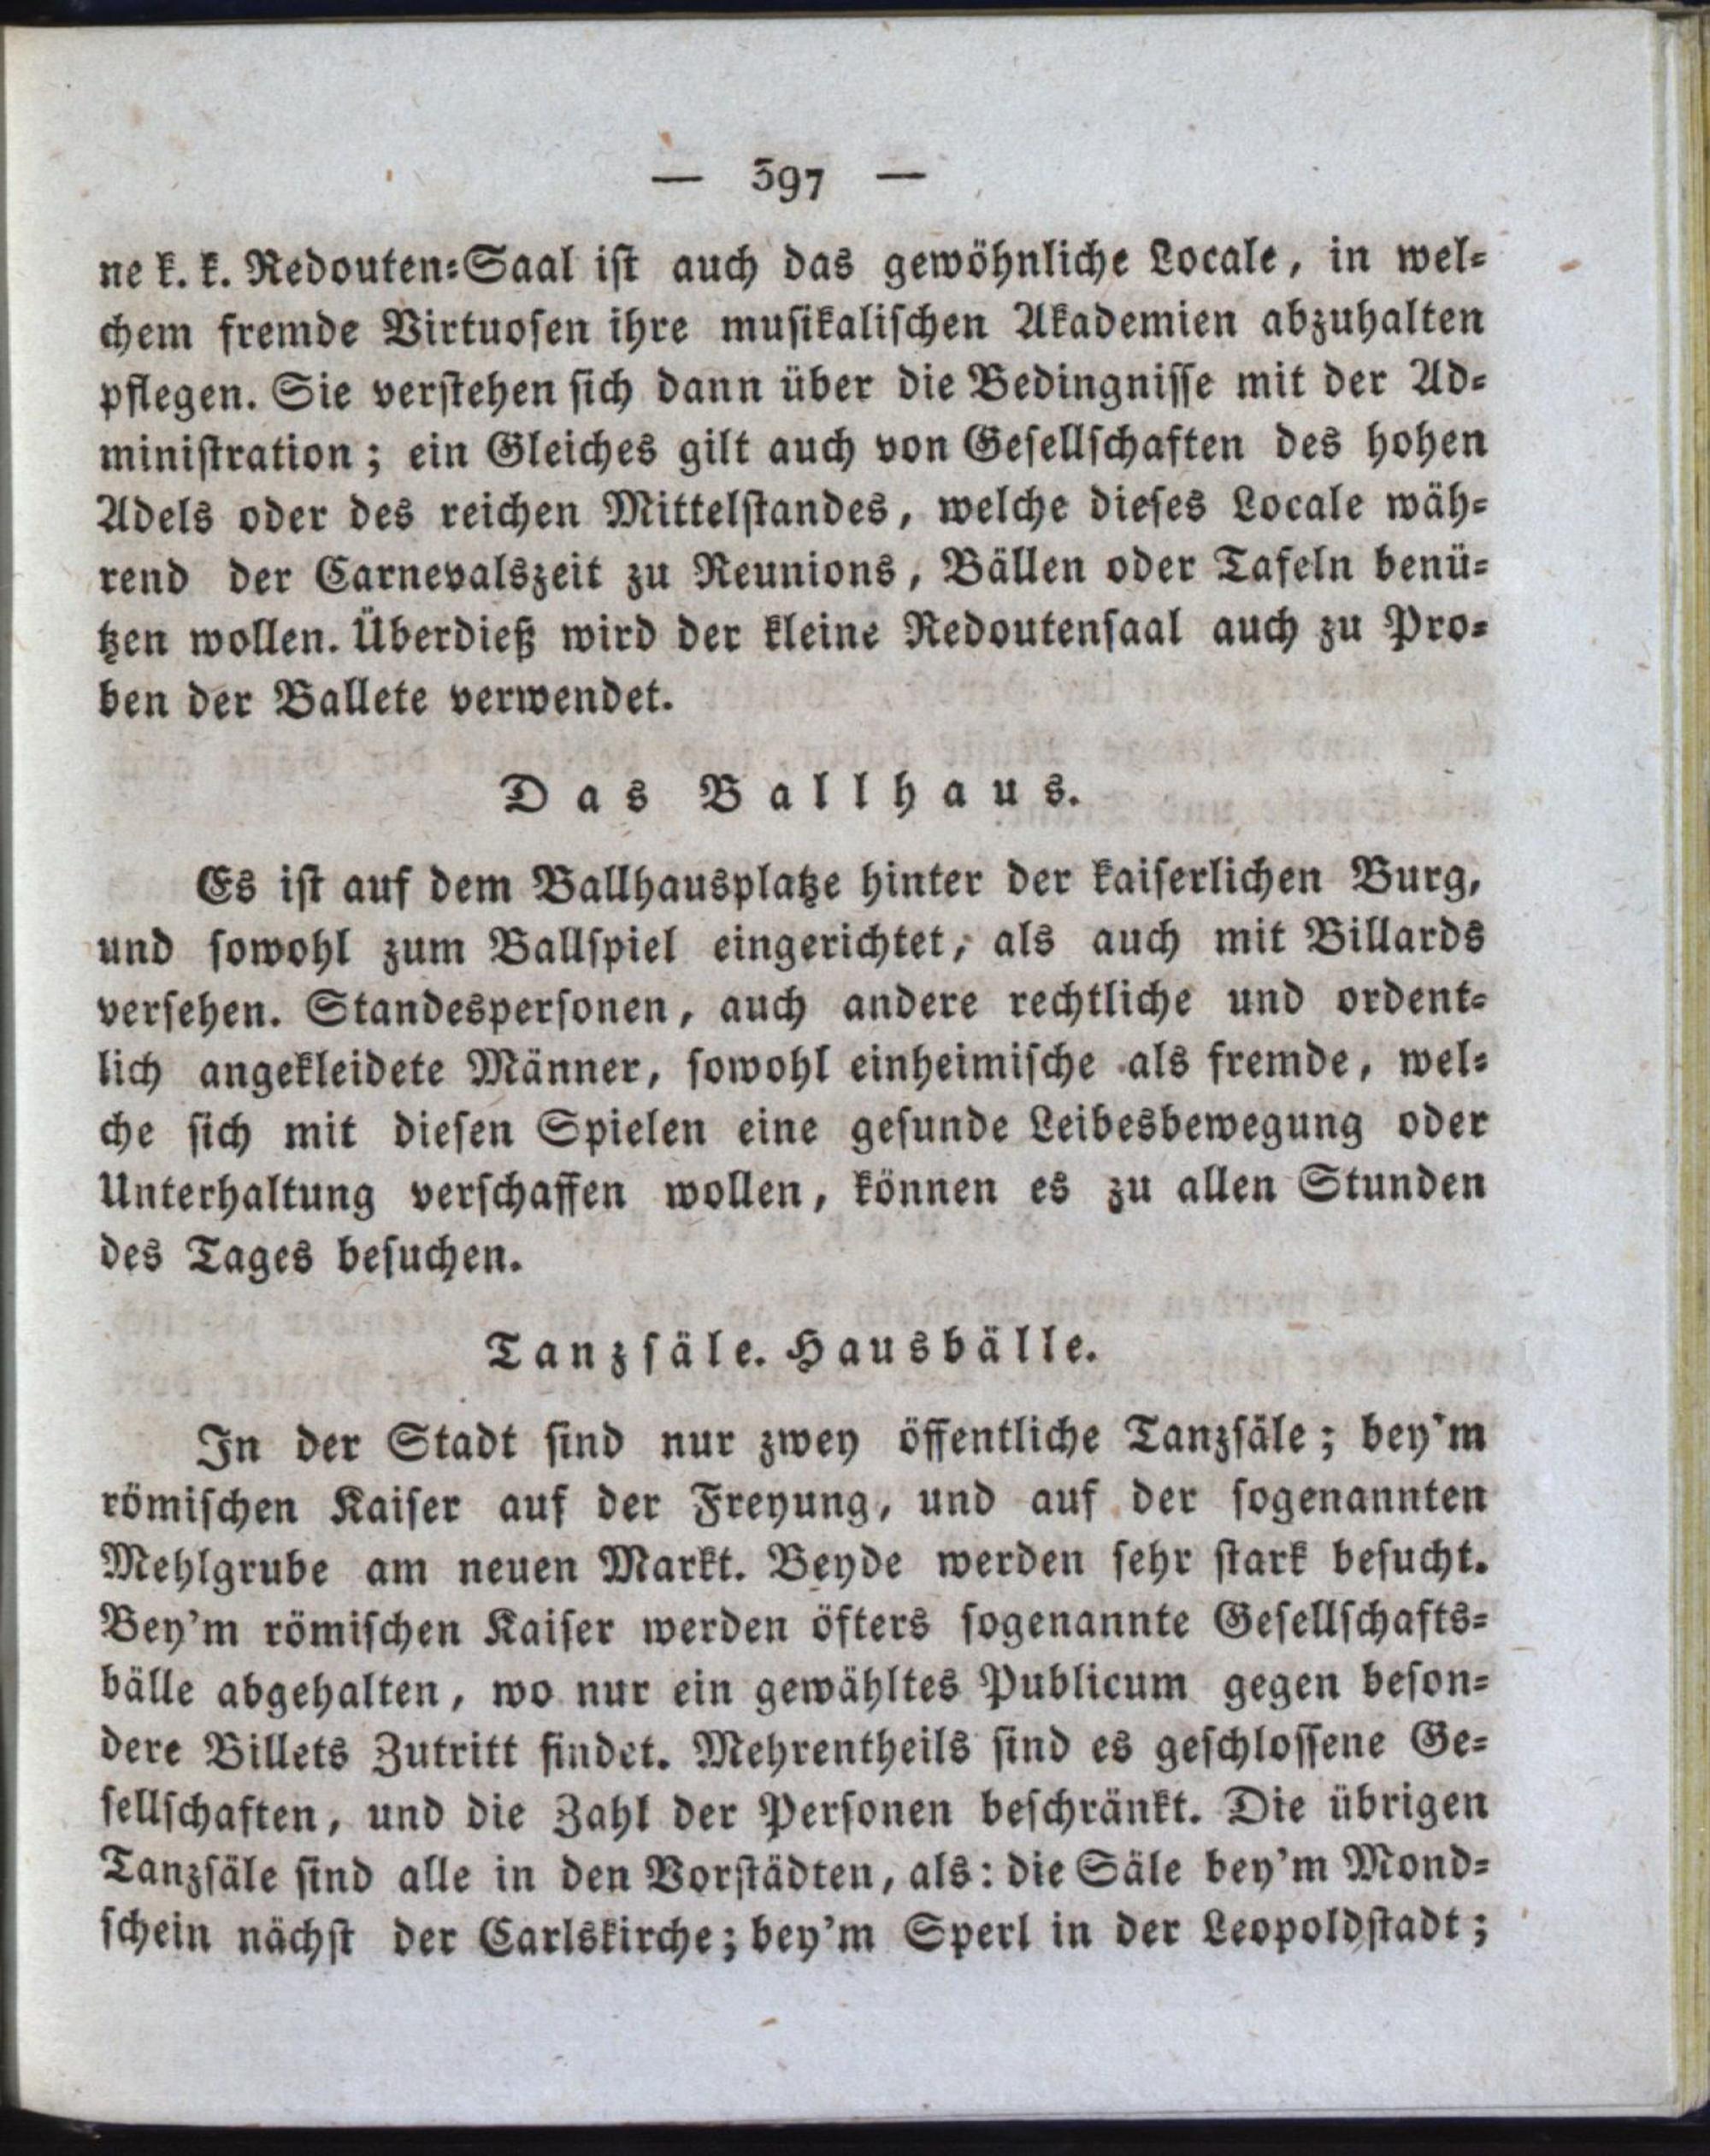 — 397 —
ne k. k. Redouten-Saal ist auch das gewöhnliche Locale, in wel-
chem fremde Virtuosen ihre musikalischen Akademien abzuhalten
pflegen. Sie verstehen sich dann über die Bedingnisse mit der Ad-
ministration; ein Gleiches gilt auch von Gesellschaften des hohen
Adels oder des reichen Mittelstandes, welche dieses Locale wäh-
rend der Carnevalszeit zu Reunions, Bällen oder Tafeln benü-
tzen wollen. Überdieß wird der kleine Redoutensaal auch zu Pro-
ben der Ballete verwendet.
Das Ballhaus.
Es ist auf dem Ballhausplatze hinter der kaiserlichen Burg,
und sowohl zum Ballspiel eingerichtet, als auch mit Billards
versehen. Standespersonen, auch andere rechtliche und ordent-
lich angekleidete Männer, sowohl einheimische als fremde, wel-
che sich mit diesen Spielen eine gesunde Leibesbewegung oder
Unterhaltung verschaffen wollen, können es zu allen Stunden
des Tages besuchen.
Tanzsäle. Hausbälle.
In der Stadt sind nur zwey öffentliche Tanzsäle; bey'm
römischen Kaiser auf der Freyung, und auf der sogenannten
Mehlgrube am neuen Markt. Beyde werden sehr stark besucht.
Bey'm römischen Kaiser werden öfters sogenannte Gesellschafts-
bälle abgehalten, wo nur ein gewähltes Publicum gegen beson-
dere Billets Zutritt findet. Mehrentheils sind es geschlossene Ge-
sellschaften, und die Zahl der Personen beschränkt. Die übrigen
Tanzsäle sind alle in den Vorstädten, als: die Säle bey'm Mond-
schein nächst der Carlskirche; bey'm Sperl in der Leopoldstadt;